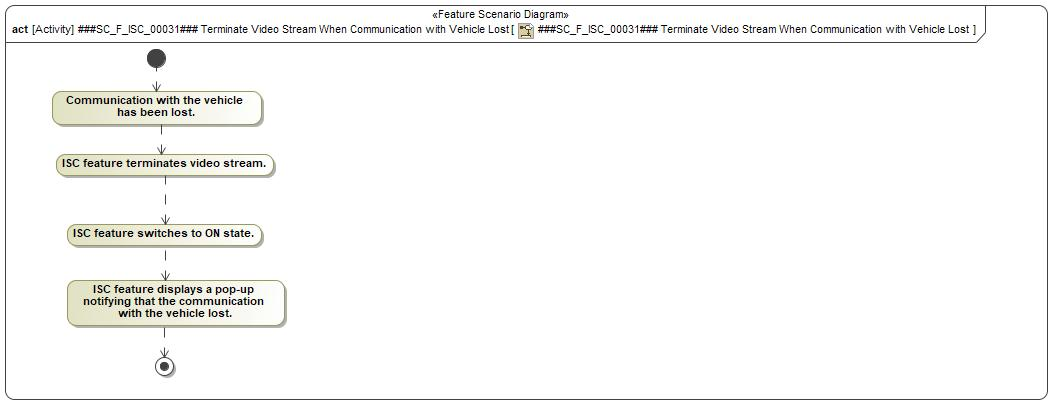 «Feature Scenario Diagram»
act [Activity] ###SC_F_ISC_00031### Terminate Video Stream When Communication with Vehicle Lost [ ###SC_F_ISC_00031### Terminate Video Stream When Communication with Vehicle Lost ]
Communication with the vehicle
has been lost.
ISC feature terminates video stream.
ISC feature switches to ON state.
ISC feature displays a pop-up
notifying that the communication
with the vehicle lost.